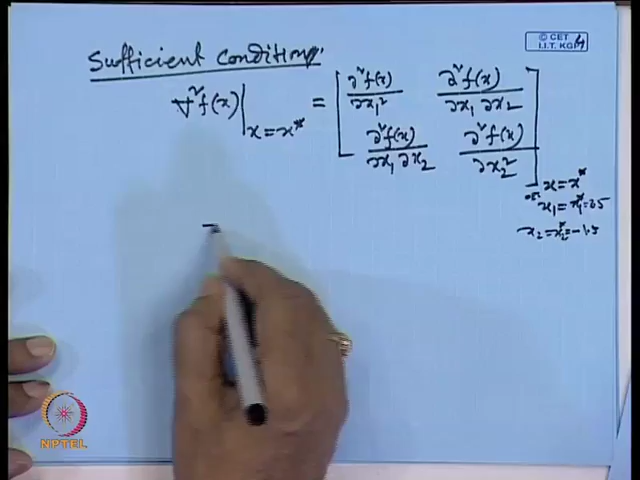 © CET
I.I.T. KGP
Sufficient condition
∇²f(x)|ₓ₌ₓ* = [ ∂²f(x)/∂x₁² ∂²f(x)/∂x₁∂x₂
∂²f(x)/∂x₁∂x₂ ∂²f(x)/∂x₂² ] x = x*
x₁ = x₁* = 2.5
x₂ = x₂* = -1.5
NPTEL